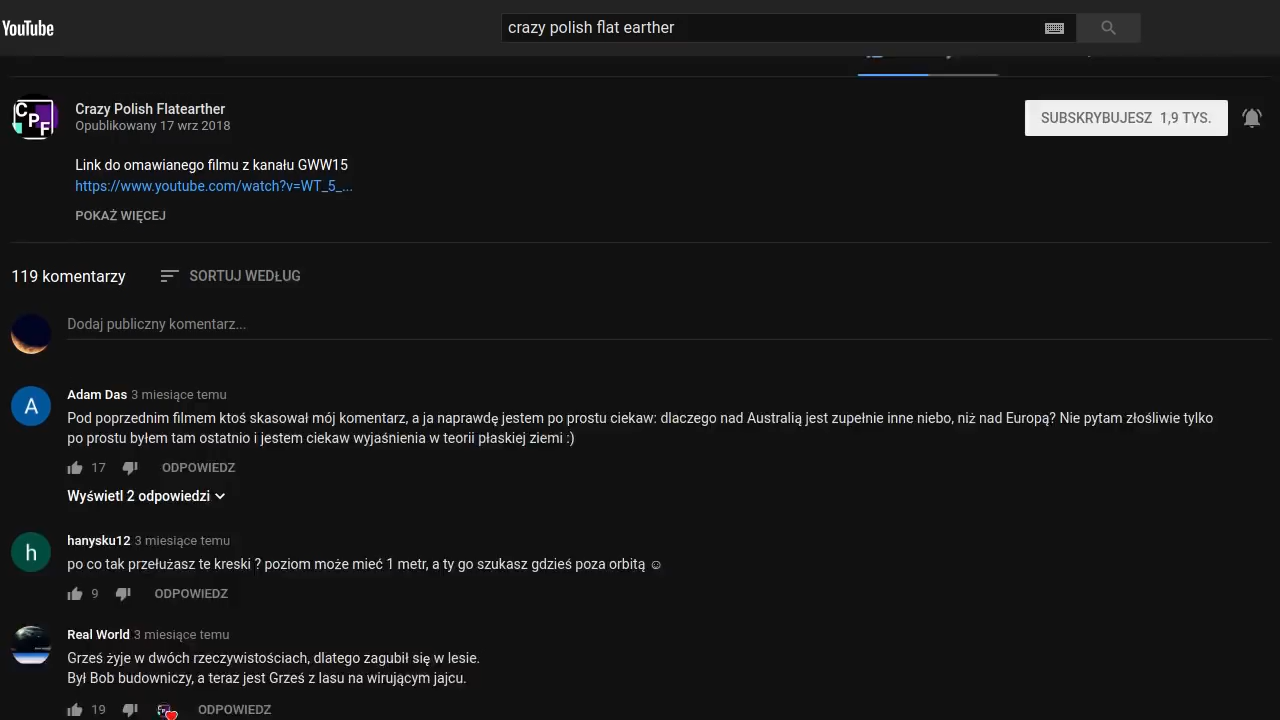 YouTube
crazy polish flat earther
CPF
Crazy Polish Flatearther
Opublikowany 17 wrz 2018
SUBSKRYBUJESZ 1,9 TYS.
Link do omawianego filmu z kanału GWW15
https://www.youtube.com/watch?v=WT_5_...
POKAŻ WIĘCEJ
119 komentarzy
SORTUJ WEDŁUG
Dodaj publiczny komentarz...
A
Adam Das 3 miesiące temu
Pod poprzednim filmem ktoś skasował mój komentarz, a ja naprawdę jestem po prostu ciekaw: dlaczego nad Australią jest zupełnie inne niebo, niż nad Europą? Nie pytam złośliwie tylko
po prostu byłem tam ostatnio i jestem ciekaw wyjaśnienia w teorii płaskiej ziemi :)
17 ODPOWIEDZ
Wyświetl 2 odpowiedzi
h
hanysku12 3 miesiące temu
po co tak przełużasz te kreski ? poziom może mieć 1 metr, a ty go szukasz gdzieś poza orbitą ☺
9 ODPOWIEDZ
Real World 3 miesiące temu
Grześ żyje w dwóch rzeczywistościach, dlatego zagubił się w lesie.
Był Bob budowniczy, a teraz jest Grześ z lasu na wirującym jajcu.
19 ODPOWIEDZ